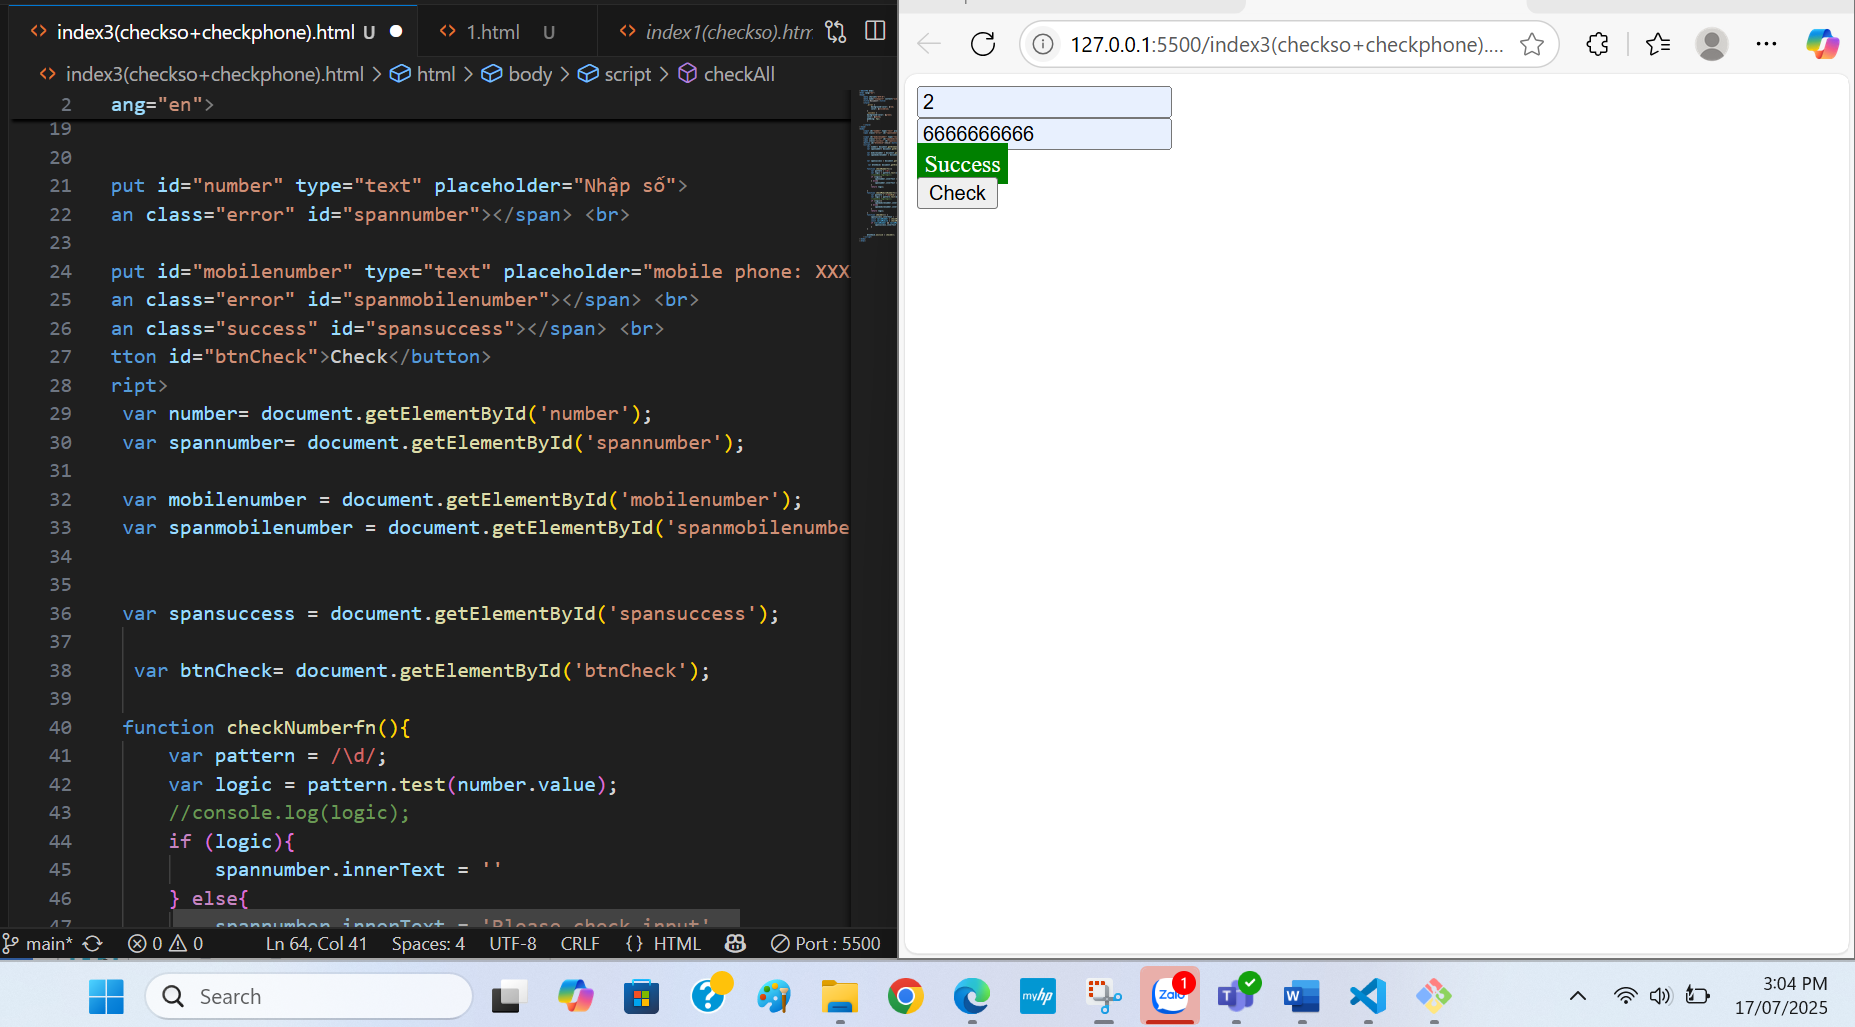 index3(checkso+checkphone).html U
1.html U
index1(checkso).htm
index3(checkso+checkphone).html > html > body > script > checkAll
2 ang="en">
19
20
21 put id="number" type="text" placeholder="Nhập số">
22 an class="error" id="spannumber"></span> <br>
23
24 put id="mobilenumber" type="text" placeholder="mobile phone: XXX
25 an class="error" id="spanmobilenumber"></span> <br>
26 an class="success" id="spansuccess"></span> <br>
27 tton id="btnCheck">Check</button>
28 ript>
29 var number= document.getElementById('number');
30 var spannumber= document.getElementById('spannumber');
31
32 var mobilenumber = document.getElementById('mobilenumber');
33 var spanmobilenumber = document.getElementById('spanmobilenumbe
34
35
36 var spansuccess = document.getElementById('spansuccess');
37
38 var btnCheck= document.getElementById('btnCheck');
39
40 function checkNumberfn(){
41 var pattern = /\d/;
42 var logic = pattern.test(number.value);
43 //console.log(logic);
44 if (logic){
45 spannumber.innerText = ''
46 } else{
47 spannumber.innerText = 'Please check input'
main* 0 0 Ln 64, Col 41 Spaces: 4 UTF-8 CRLF {} HTML Port : 5500
127.0.0.1:5500/index3(checkso+checkphone)....
2
6666666666
Success
Check
Search
myhp
Zalo
1
T
W
3:04 PM
17/07/2025